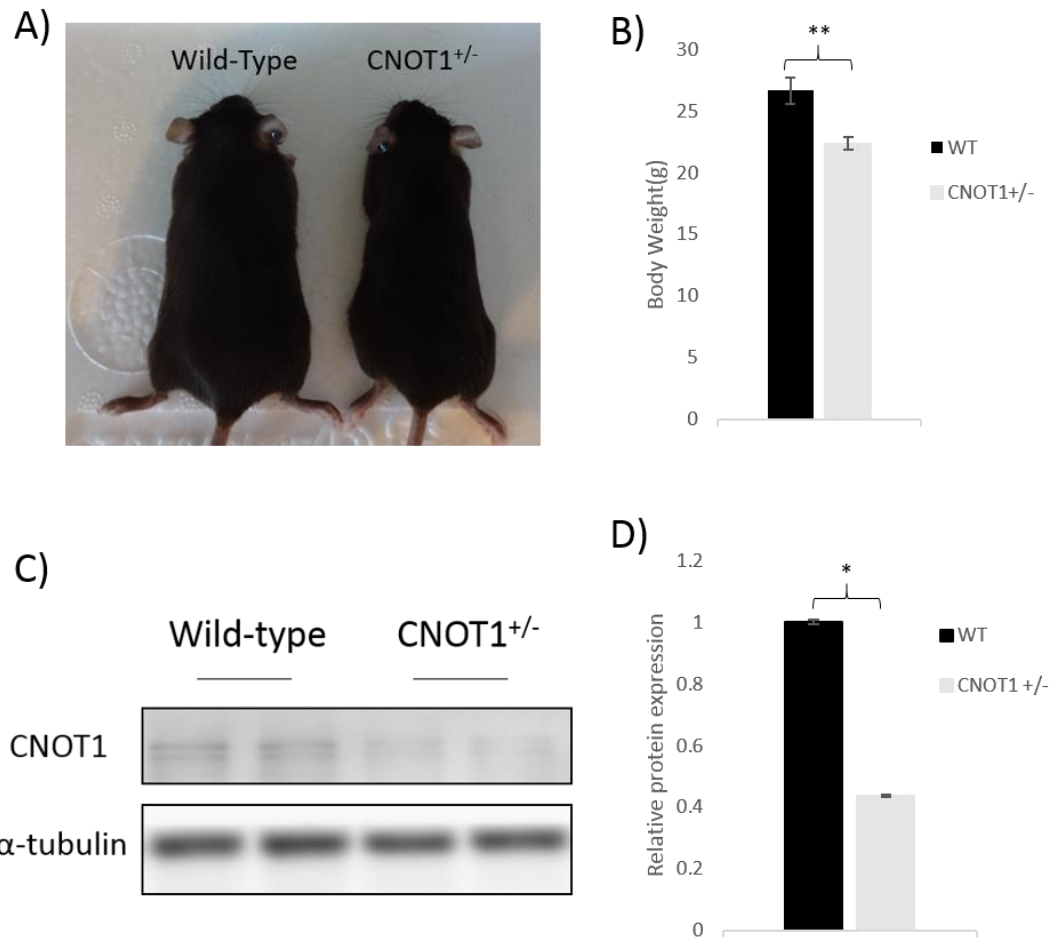 A)
Wild-Type CNOT1+/-
B)
**
30
25
20
15
10
5
0
Body Weight(g)
WT
CNOT1+/-
C)
Wild-type CNOT1+/-
CNOT1
α-tubulin
D)
*
1.2
1
0.8
0.6
0.4
0.2
0
Relative protein expression
WT
CNOT1 +/-